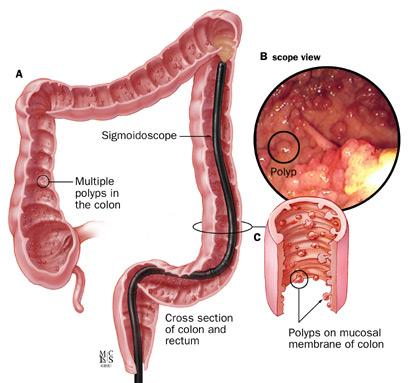 A
B scope view
Sigmoidoscope
Polyp
Multiple
polyps in
the colon
C
Cross section
of colon and
rectum
Polyps on mucosal
membrane of colon